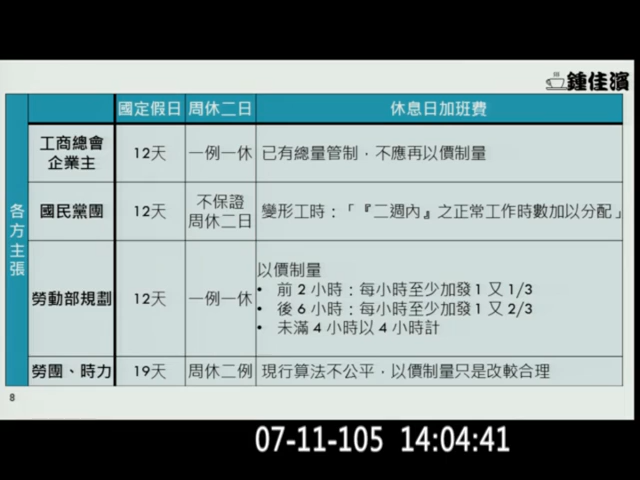 鍾佳濱
國定假日 周休二日 休息日加班費
各方主張
工商總會
企業主 12天 一例一休 已有總量管制，不應再以價制量
國民黨團 12天 不保證
周休二日 變形工時：「『二週內』之正常工作時數加以分配」
勞動部規劃 12天 一例一休 以價制量
• 前 2 小時：每小時至少加發 1 又 1/3
• 後 6 小時：每小時至少加發 1 又 2/3
• 未滿 4 小時以 4 小時計
勞團、時力 19天 周休二例 現行算法不公平，以價制量只是改較合理
8
07-11-105 14:04:41